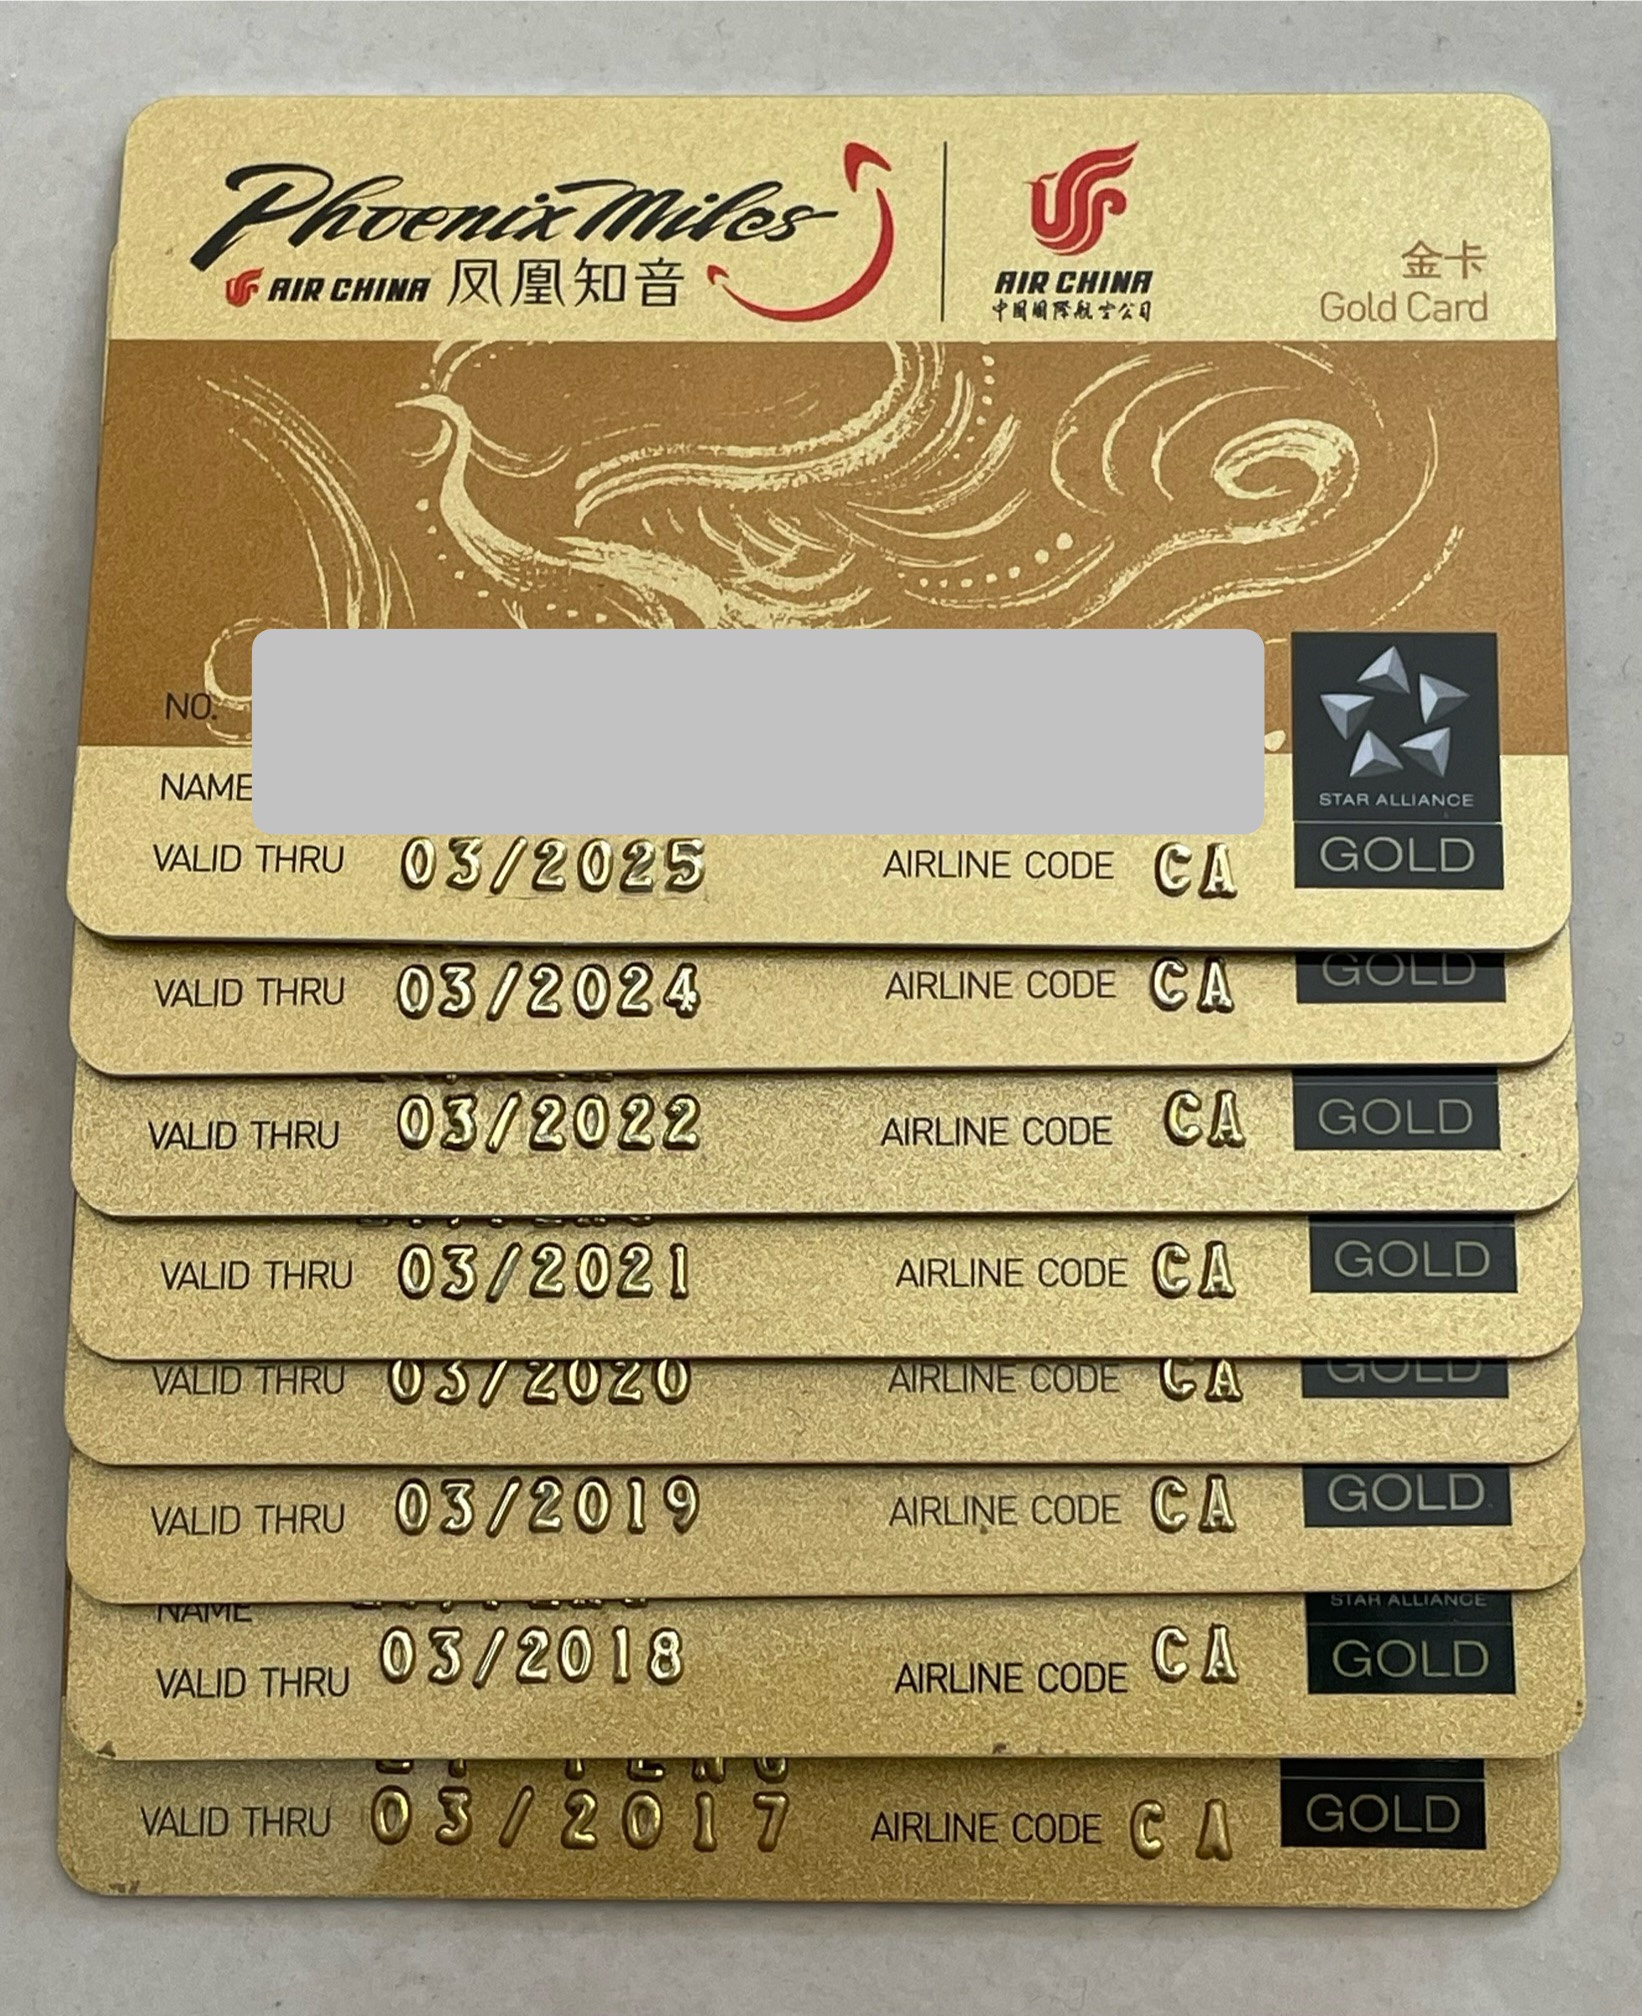 PhoenixMiles
AIR CHINA 凤凰知音
AIR CHINA
中国国际航空公司
金卡
Gold Card
NO.
NAME
STAR ALLIANCE
VALID THRU 03/2025 AIRLINE CODE CA GOLD
VALID THRU 03/2024 AIRLINE CODE CA GOLD
VALID THRU 03/2022 AIRLINE CODE CA GOLD
VALID THRU 03/2021 AIRLINE CODE CA GOLD
VALID THRU 03/2020 AIRLINE CODE CA GOLD
VALID THRU 03/2019 AIRLINE CODE CA GOLD
NAME STAR ALLIANCE
VALID THRU 03/2018 AIRLINE CODE CA GOLD
VALID THRU 03/2017 AIRLINE CODE CA GOLD